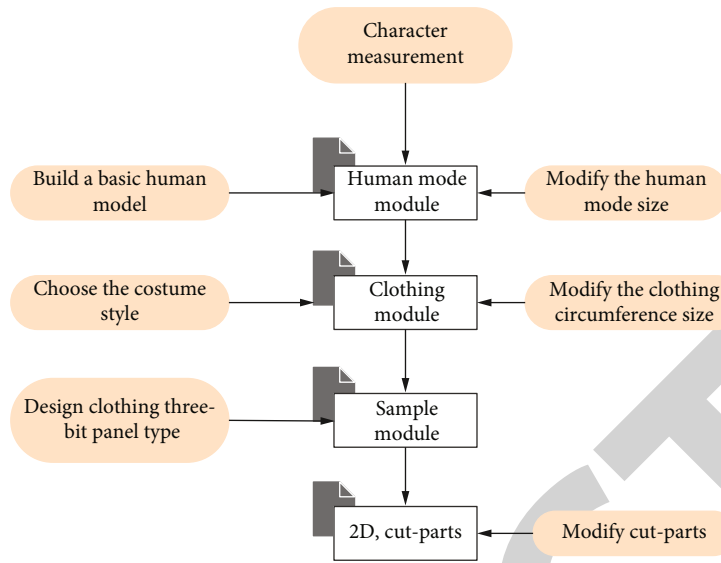 Character
measurement
Build a basic human
model
Human mode
module
Modify the human
mode size
Choose the costume
style
Clothing
module
Modify the clothing
circumference size
Design clothing three-
bit panel type
Sample
module
2D, cut-parts
Modify cut-parts